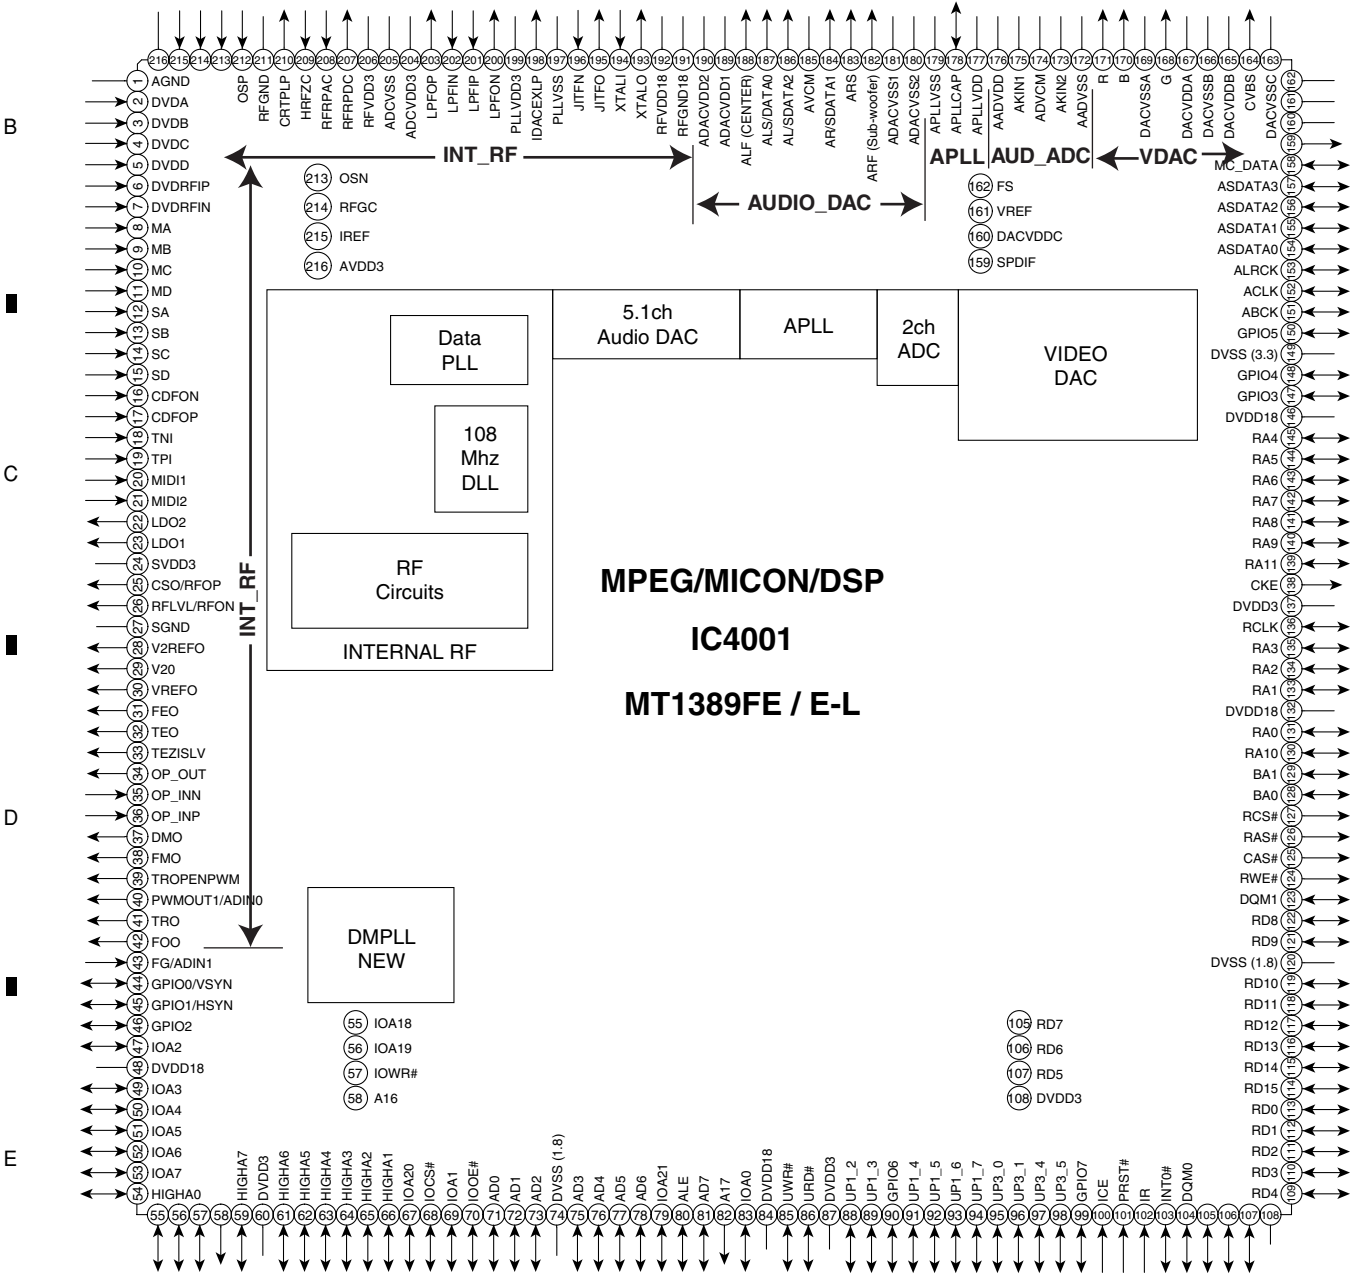 216 215 214 213 212 211 210 209 208 207 206 205 204 203 202 201 200 199 198 197 196 195 194 193 192 191 190 189 188 187 186 185 184 183 182 181 180 179 178 177 176 175 174 173 172 171 170 169 168 167 166 165 164 163
OSP RFGND CRTPLP HRFZC RFRPAC RFRPDC RFVDD3 ADCVSS ADCVDD3 LPFOP LPFIN LPFIP LPFON PLLVDD3 IDACEXLP PLLVSS JITFN JITFO XTALI XTALO RFVDD18 RFGND18 ADACVDD2 ADACVDD1 ALF (CENTER) ALS/DATA0 AL/SDATA2 AVCM AR/SDATA1 ARS ARF (Sub-woofer) ADACVSS1 ADACVSS2 APLLVSS APLLCAP APLLVDD AADVDD AKIN1 ADVCM AKIN2 AADVSS R B DACVSSA G DACVDDA DACVSSB DACVDDB CVBS DACVSSC
B
C
D
E
1 AGND
2 DVDA
3 DVDB
4 DVDC
5 DVDD
6 DVDRFIP
7 DVDRFIN
8 MA
9 MB
10 MC
11 MD
12 SA
13 SB
14 SC
15 SD
16 CDFON
17 CDFOP
18 TNI
19 TPI
20 MIDI1
21 MIDI2
22 LDO2
23 LDO1
24 SVDD3
25 CSO/RFOP
26 RFLVL/RFON
27 SGND
28 V2REFO
29 V20
30 VREFO
31 FEO
32 TEO
33 TEZISLV
34 OP_OUT
35 OP_INN
36 OP_INP
37 DMO
38 FMO
39 TROPENPWM
40 PWMOUT1/ADIN0
41 TRO
42 FOO
43 FG/ADIN1
44 GPIO0/VSYN
45 GPIO1/HSYN
46 GPIO2
47 IOA2
48 DVDD18
49 IOA3
50 IOA4
51 IOA5
52 IOA6
53 IOA7
54 HIGHA0
INT_RF
AUDIO_DAC
APLL
AUD_ADC
VDAC
INT_RF
213 OSN
214 RFGC
215 IREF
216 AVDD3
162 FS
161 VREF
160 DACVDDC
159 SPDIF
Data
PLL
108
Mhz
DLL
RF
Circuits
INTERNAL RF
5.1ch
Audio DAC
APLL
2ch
ADC
VIDEO
DAC
MPEG/MICON/DSP
IC4001
MT1389FE / E-L
DMPLL
NEW
55 IOA18
56 IOA19
57 IOWR#
58 A16
105 RD7
106 RD6
107 RD5
108 DVDD3
162
161
160
159
MC_DATA 158
ASDATA3 157
ASDATA2 156
ASDATA1 155
ASDATA0 154
ALRCK 153
ACLK 152
ABCK 151
GPIO5 150
DVSS (3.3) 149
GPIO4 148
GPIO3 147
DVDD18 146
RA4 145
RA5 144
RA6 143
RA7 142
RA8 141
RA9 140
RA11 139
CKE 138
DVDD3 137
RCLK 136
RA3 135
RA2 134
RA1 133
DVDD18 132
RA0 131
RA10 130
BA1 129
BA0 128
RCS# 127
RAS# 126
CAS# 125
RWE# 124
DQM1 123
RD8 122
RD9 121
DVSS (1.8) 120
RD10 119
RD11 118
RD12 117
RD13 116
RD14 115
RD15 114
RD0 113
RD1 112
RD2 111
RD3 110
RD4 109
HIGHA7 DVDD3 HIGHA6 HIGHA5 HIGHA4 HIGHA3 HIGHA2 HIGHA1 IOA20 IOCS# IOA1 IOOE# AD0 AD1 AD2 DVSS (1.8) AD3 AD4 AD5 AD6 IOA21 ALE AD7 A17 IOA0 DVDD18 UWR# URD# DVDD3 UP1_2 UP1_3 GPIO6 UP1_4 UP1_5 UP1_6 UP1_7 UP3_0 UP3_1 UP3_4 UP3_5 GPIO7 ICE PRST# IR INT0# DQM0
55 56 57 58 59 60 61 62 63 64 65 66 67 68 69 70 71 72 73 74 75 76 77 78 79 80 81 82 83 84 85 86 87 88 89 90 91 92 93 94 95 96 97 98 99 100 101 102 103 104 105 106 107 108